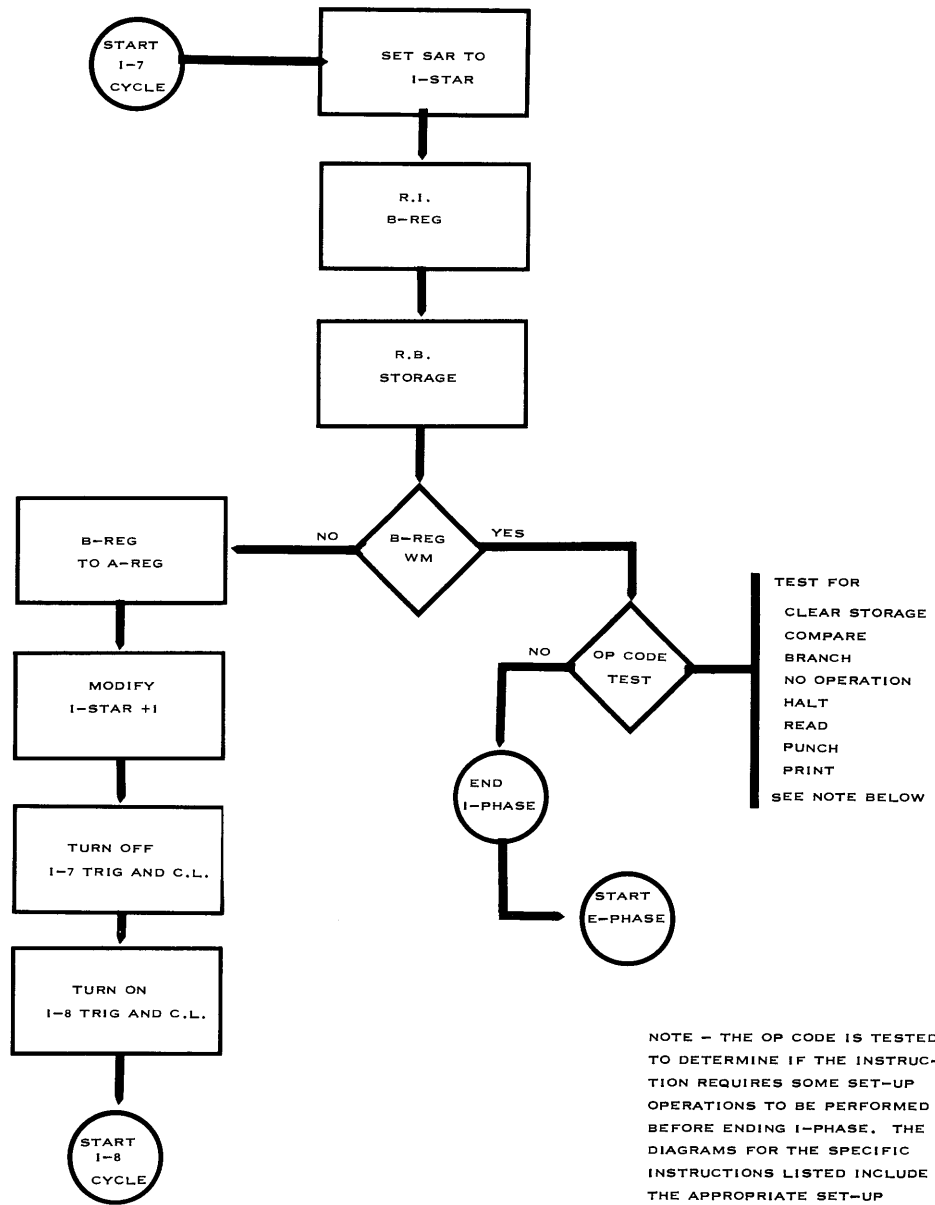 START
I-7
CYCLE
SET SAR TO
I-STAR
R.I.
B-REG
R.B.
STORAGE
B-REG
WM
NO
YES
B-REG
TO A-REG
MODIFY
I-STAR +1
TURN OFF
I-7 TRIG AND C.L.
TURN ON
I-8 TRIG AND C.L.
START
I-8
CYCLE
OP CODE
TEST
NO
END
I-PHASE
START
E-PHASE
TEST FOR
CLEAR STORAGE
COMPARE
BRANCH
NO OPERATION
HALT
READ
PUNCH
PRINT
SEE NOTE BELOW
NOTE - THE OP CODE IS TESTED
TO DETERMINE IF THE INSTRUC-
TION REQUIRES SOME SET-UP
OPERATIONS TO BE PERFORMED
BEFORE ENDING I-PHASE. THE
DIAGRAMS FOR THE SPECIFIC
INSTRUCTIONS LISTED INCLUDE
THE APPROPRIATE SET-UP